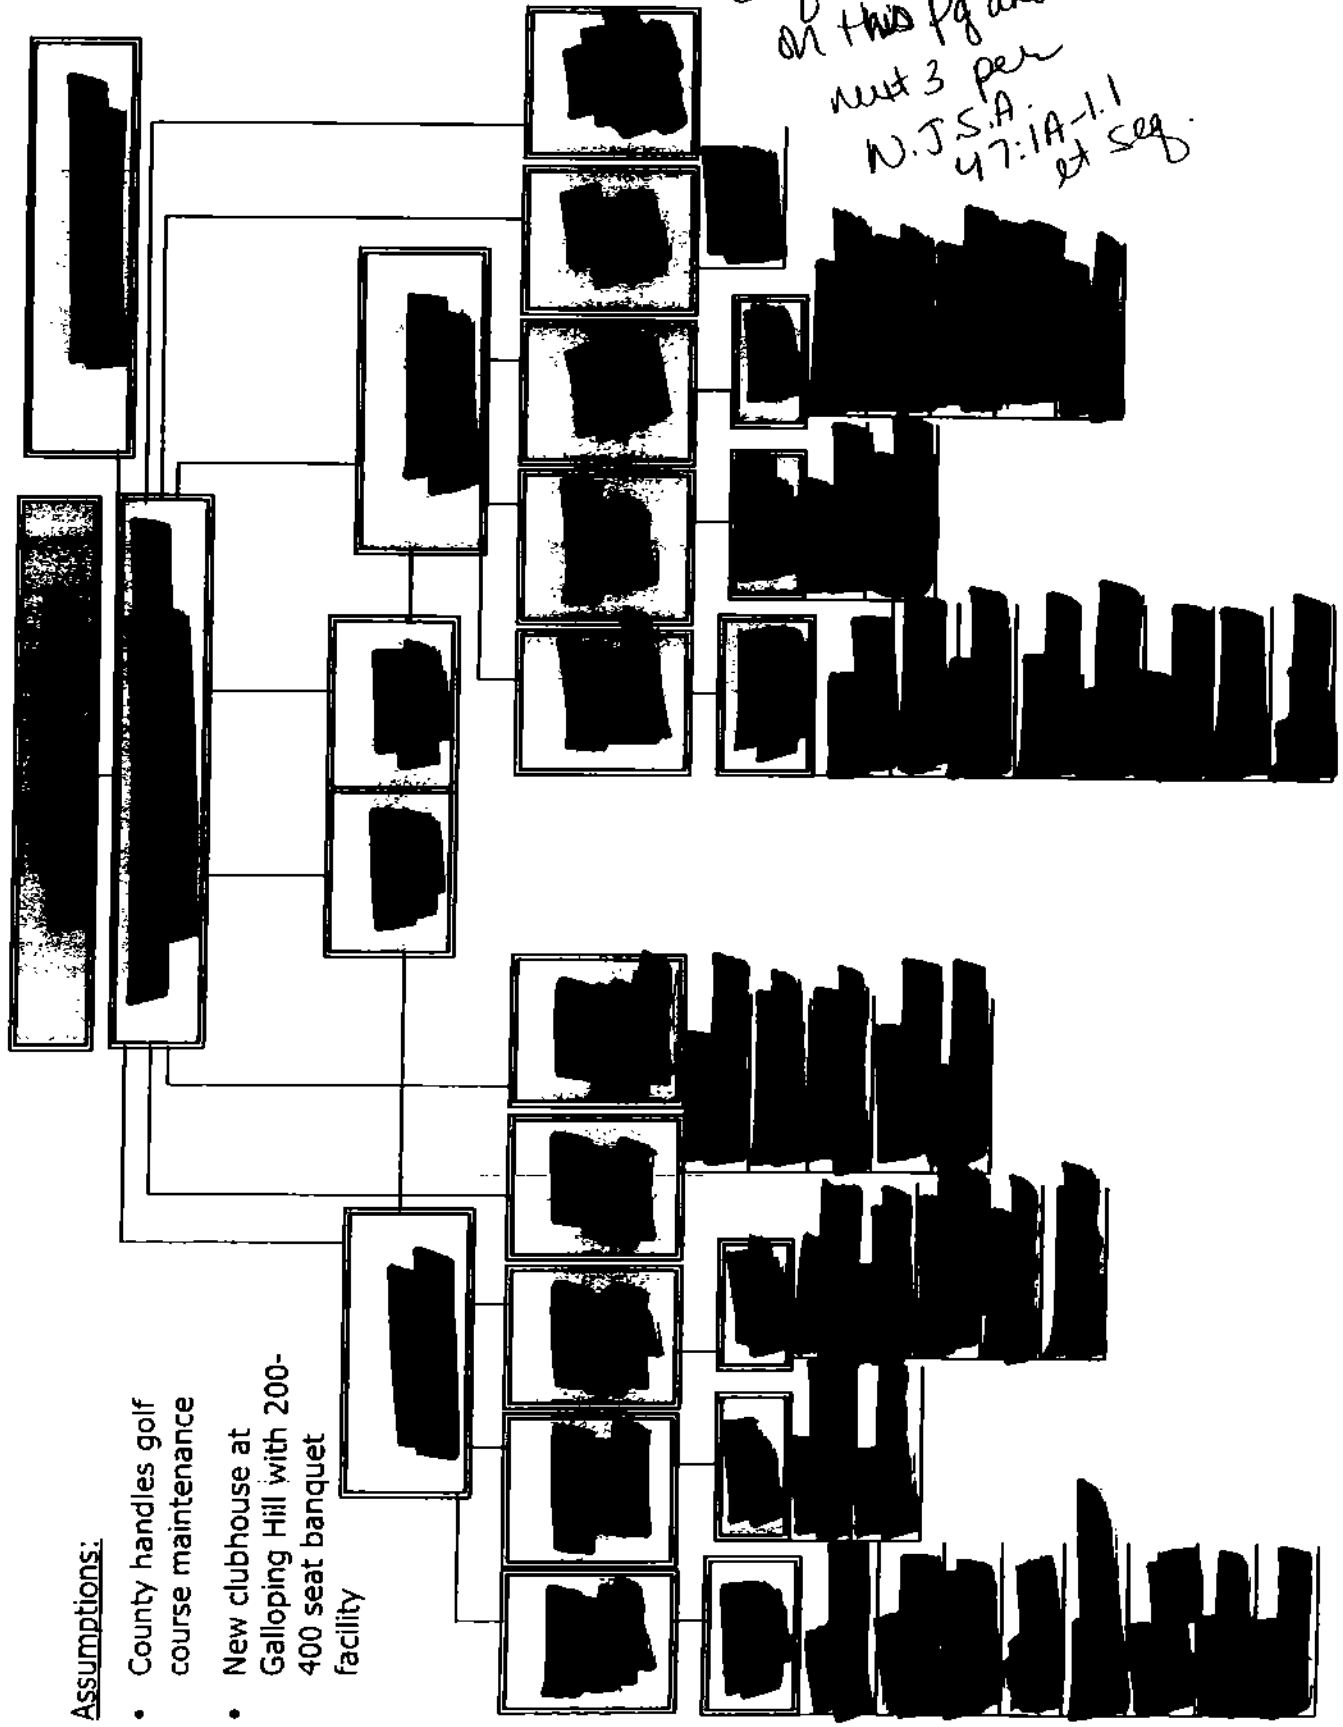 on this pg and
next 3 per
N.J.S.A.
47:1A-1.1
et seq.
Assumptions:
• County handles golf
course maintenance
• New clubhouse at
Galloping Hill with 200-
400 seat banquet
facility